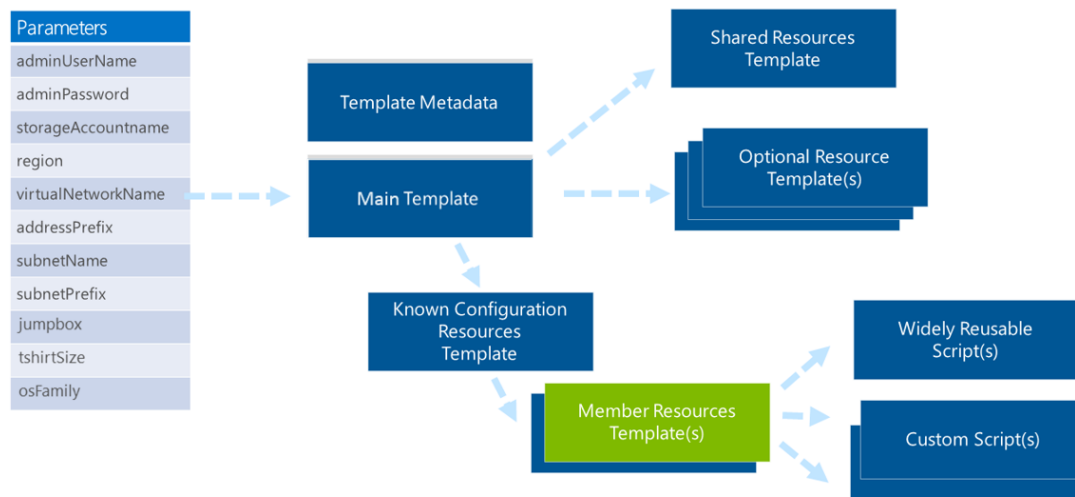 Parameters
adminUserName
adminPassword
storageAccountname
region
virtualNetworkName
addressPrefix
subnetName
subnetPrefix
jumpbox
tshirtSize
osFamily
Template Metadata
Main Template
Shared Resources
Template
Optional Resource
Template(s)
Known Configuration
Resources
Template
Member Resources
Template(s)
Widely Reusable
Script(s)
Custom Script(s)